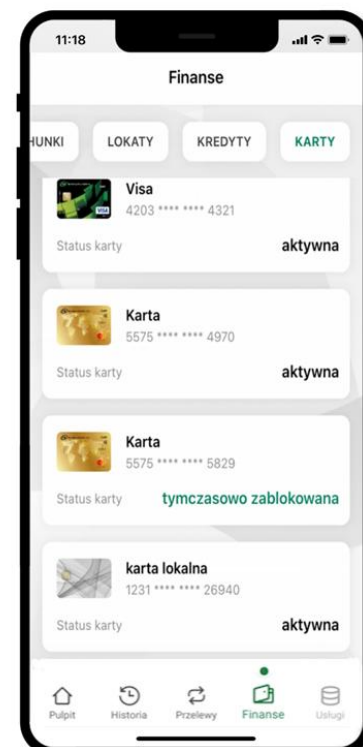 11:18
Finanse
HUNKI LOKATY KREDYTY KARTY
Visa
4203 **** **** 4321
VISA
Status karty aktywna
Karta
5575 **** **** 4970
Status karty aktywna
Karta
5575 **** **** 5829
Status karty tymczasowo zablokowana
karta lokalna
1231 **** **** 26940
Status karty aktywna
Pulpit Historia Przelewy Finanse Usługi